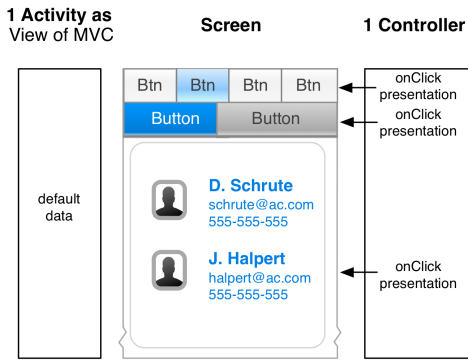 1 Activity as
View of MVC
Screen
1 Controller
Btn Btn Btn Btn
onClick
presentation
Button Button
onClick
presentation
default
data
D. Schrute
schrute@ac.com
555-555-555
J. Halpert
halpert@ac.com
555-555-555
onClick
presentation